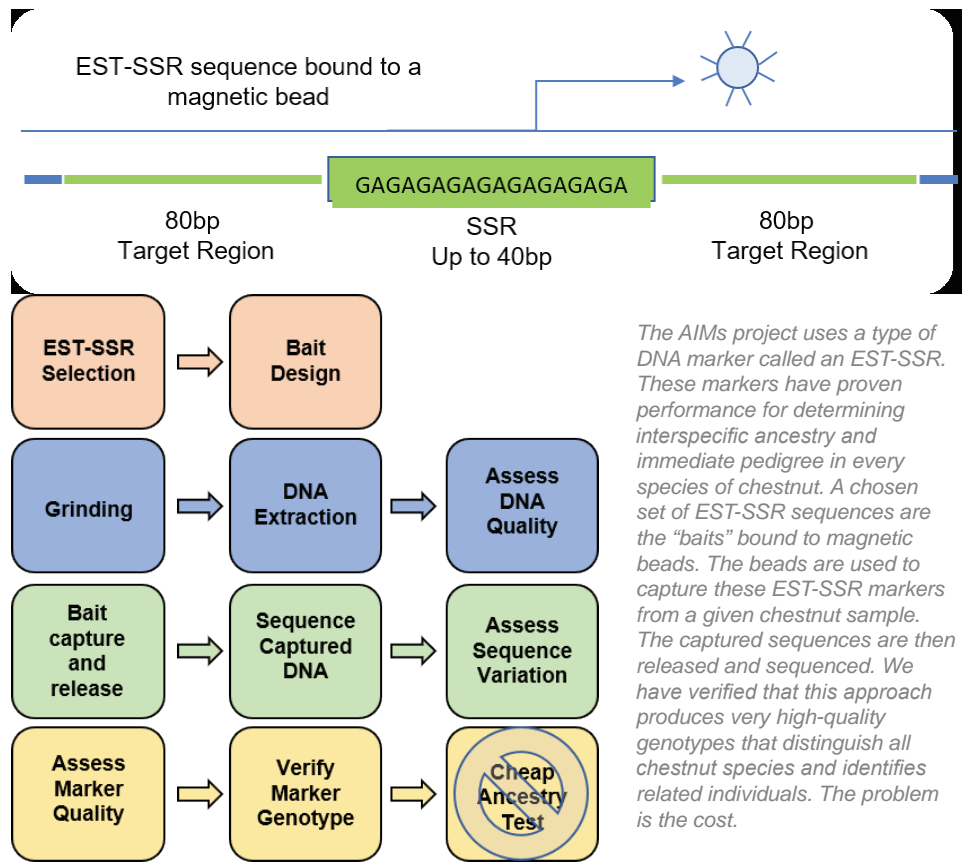 EST-SSR sequence bound to a
magnetic bead
GAGAGAGAGAGAGAGAGA
80bp
Target Region
SSR
Up to 40bp
80bp
Target Region
EST-SSR
Selection
Bait
Design
Grinding
DNA
Extraction
Assess
DNA
Quality
Bait
capture
and
release
Sequence
Captured
DNA
Assess
Sequence
Variation
Assess
Marker
Quality
Verify
Marker
Genotype
Cheap
Ancestry
Test
The AIMs project uses a type of
DNA marker called an EST-SSR.
These markers have proven
performance for determining
interspecific ancestry and
immediate pedigree in every
species of chestnut. A chosen
set of EST-SSR sequences are
the “baits” bound to magnetic
beads. The beads are used to
capture these EST-SSR markers
from a given chestnut sample.
The captured sequences are then
released and sequenced. We
have verified that this approach
produces very high-quality
genotypes that distinguish all
chestnut species and identifies
related individuals. The problem
is the cost.